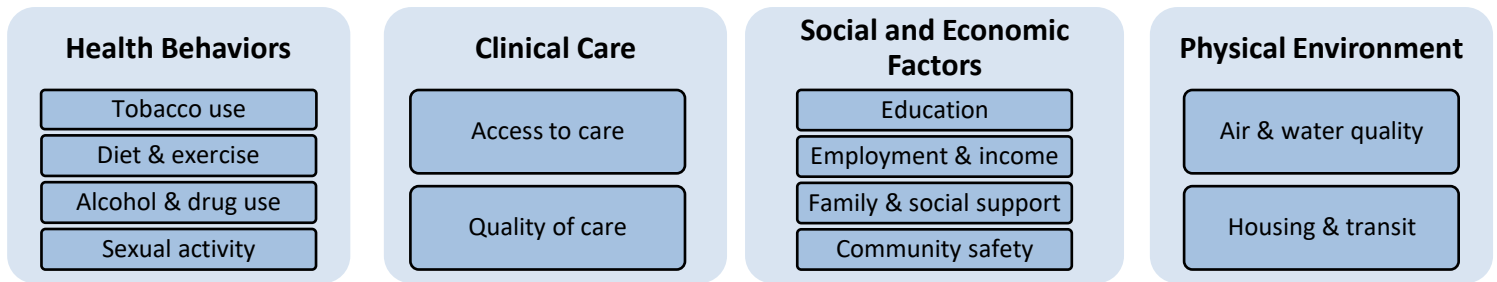 Health Behaviors
Tobacco use
Diet & exercise
Alcohol & drug use
Sexual activity
Clinical Care
Access to care
Quality of care
Social and Economic
Factors
Education
Employment & income
Family & social support
Community safety
Physical Environment
Air & water quality
Housing & transit